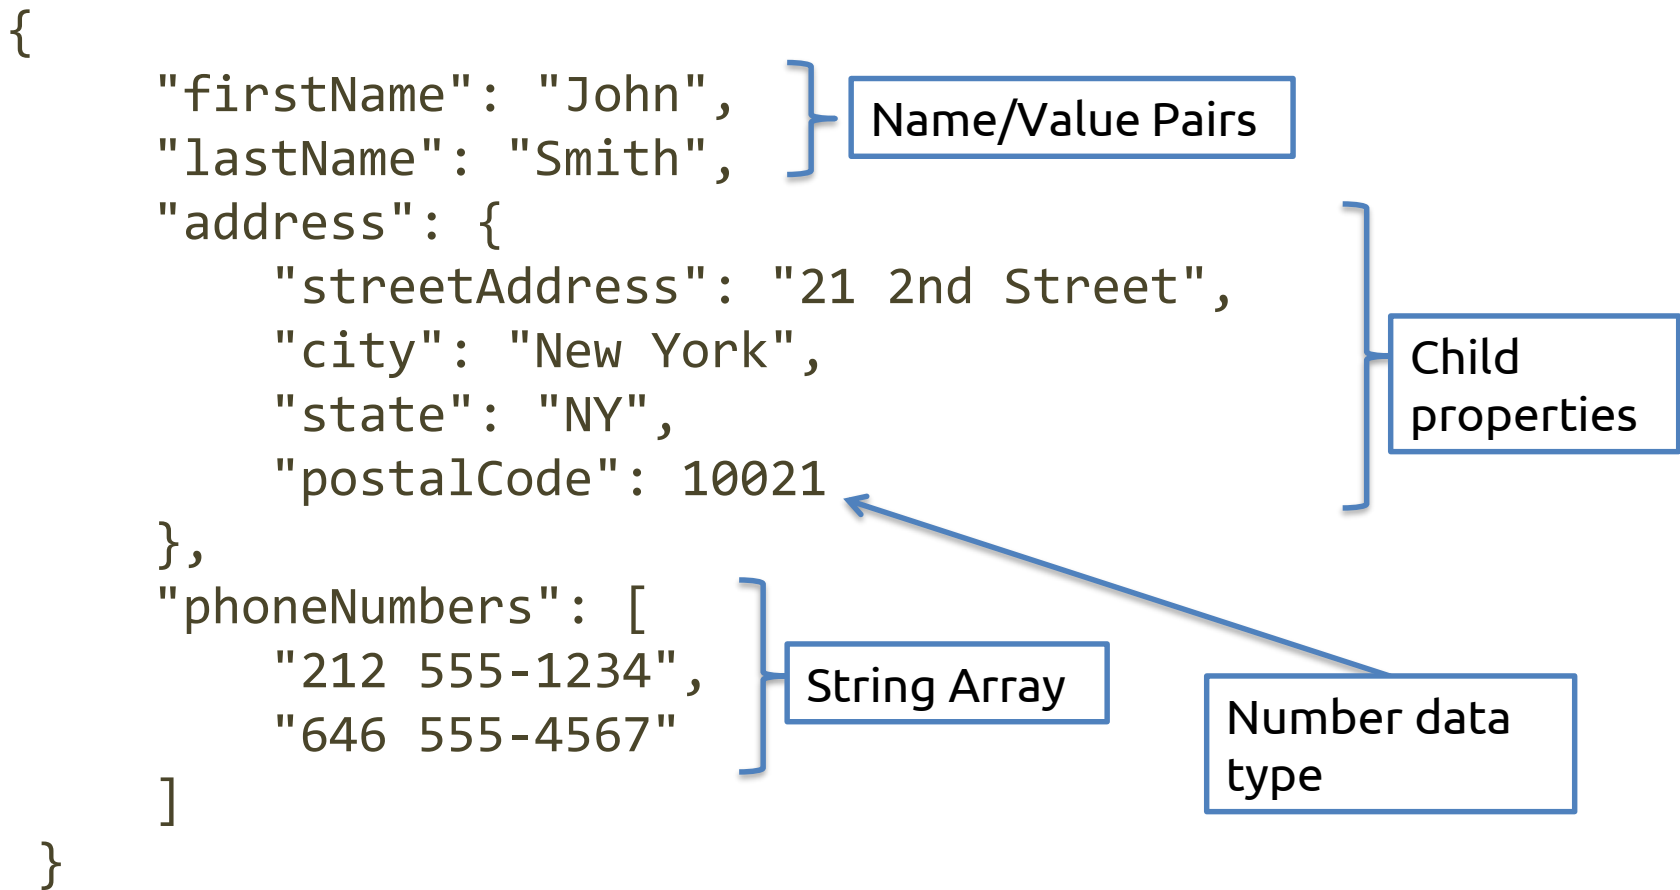 {
"firstName": "John",
"lastName": "Smith",
"address": {
"streetAddress": "21 2nd Street",
"city": "New York",
"state": "NY",
"postalCode": 10021
},
"phoneNumbers": [
"212 555-1234",
"646 555-4567"
]
}
Name/Value Pairs
Child
properties
String Array
Number data
type